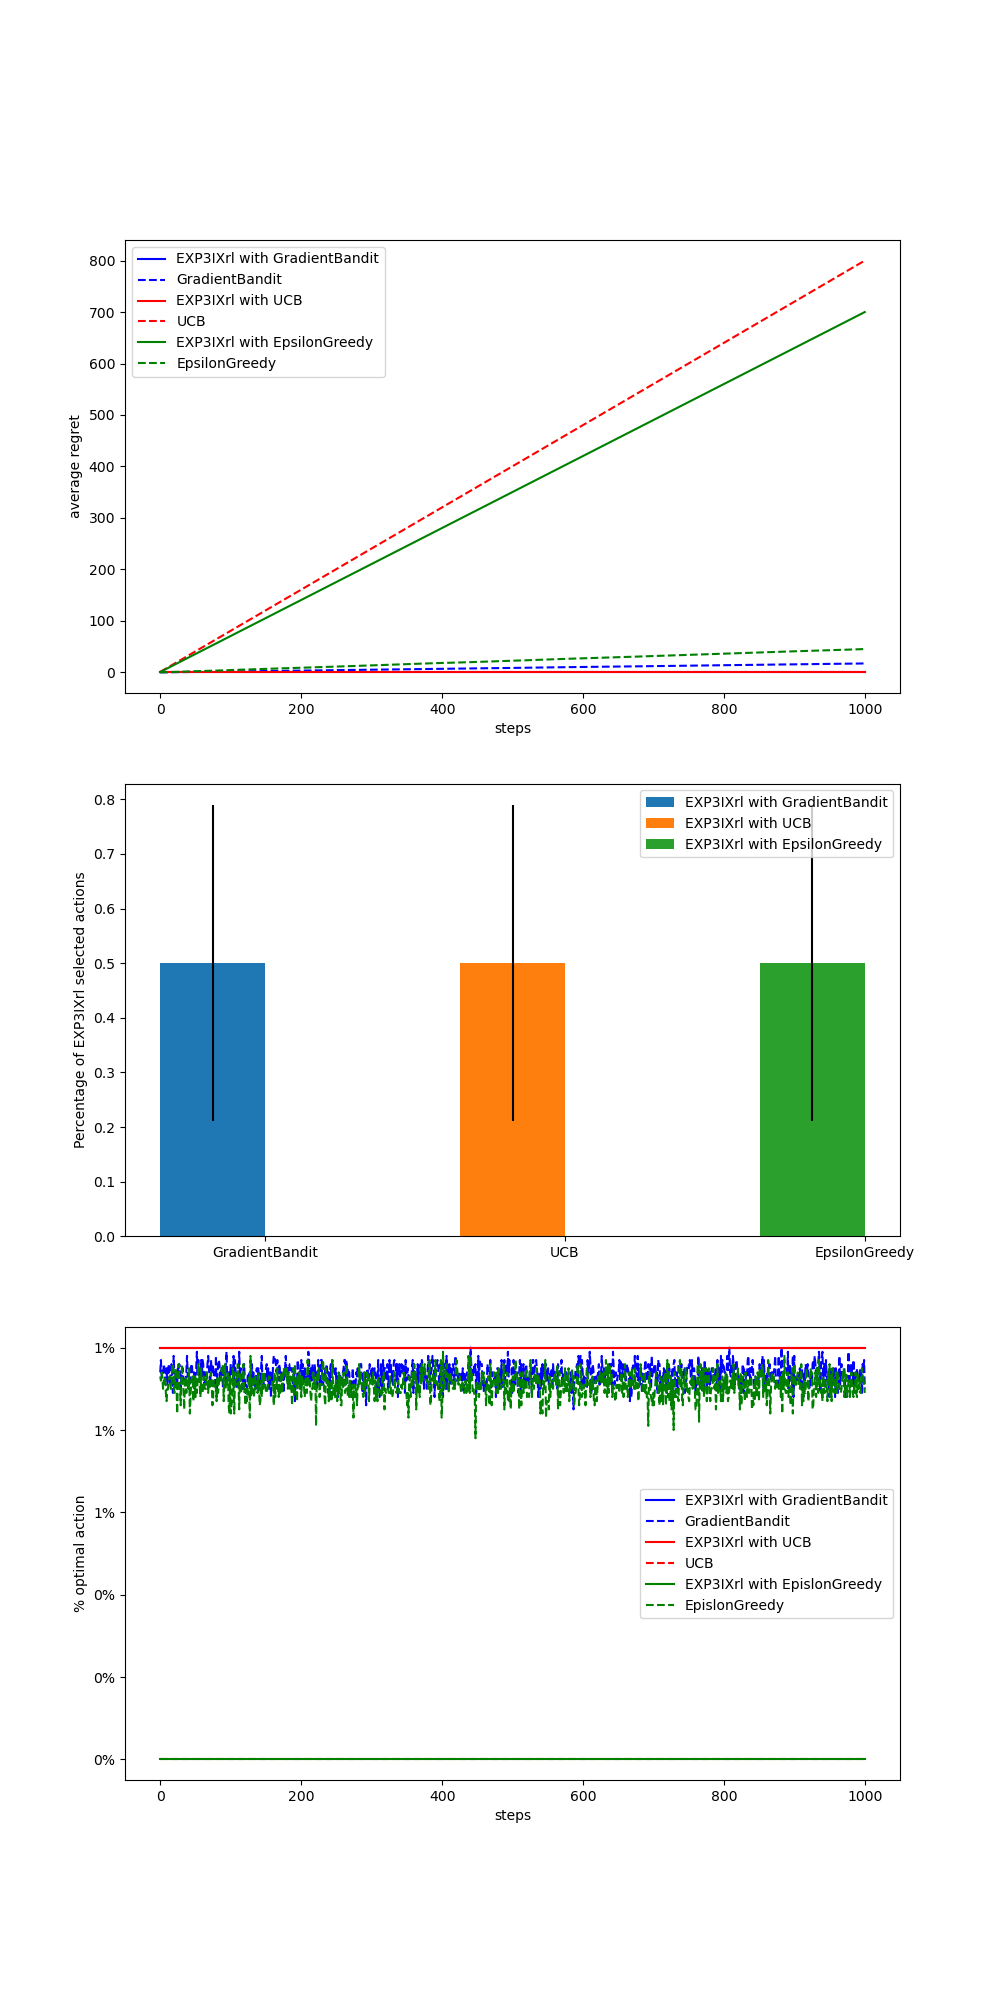 800
700
600
500
400
300
200
100
0
average regret
EXP3IXrl with GradientBandit
GradientBandit
EXP3IXrl with UCB
UCB
EXP3IXrl with EpsilonGreedy
EpsilonGreedy
0 200 400 600 800 1000
steps
0.8
0.7
0.6
0.5
0.4
0.3
0.2
0.1
0.0
Percentage of EXP3IXrl selected actions
EXP3IXrl with GradientBandit
EXP3IXrl with UCB
EXP3IXrl with EpsilonGreedy
GradientBandit UCB EpsilonGreedy
1%
1%
1%
0%
0%
0%
% optimal action
EXP3IXrl with GradientBandit
GradientBandit
EXP3IXrl with UCB
UCB
EXP3IXrl with EpislonGreedy
EpislonGreedy
0 200 400 600 800 1000
steps